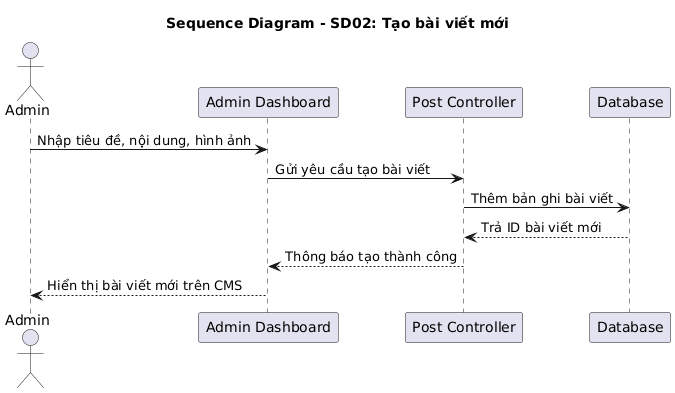 Sequence Diagram - SD02: Tạo bài viết mới
Admin
Admin Dashboard
Post Controller
Database
Nhập tiêu đề, nội dung, hình ảnh
Gửi yêu cầu tạo bài viết
Thêm bản ghi bài viết
Trả ID bài viết mới
Thông báo tạo thành công
Hiển thị bài viết mới trên CMS
Admin
Admin Dashboard
Post Controller
Database